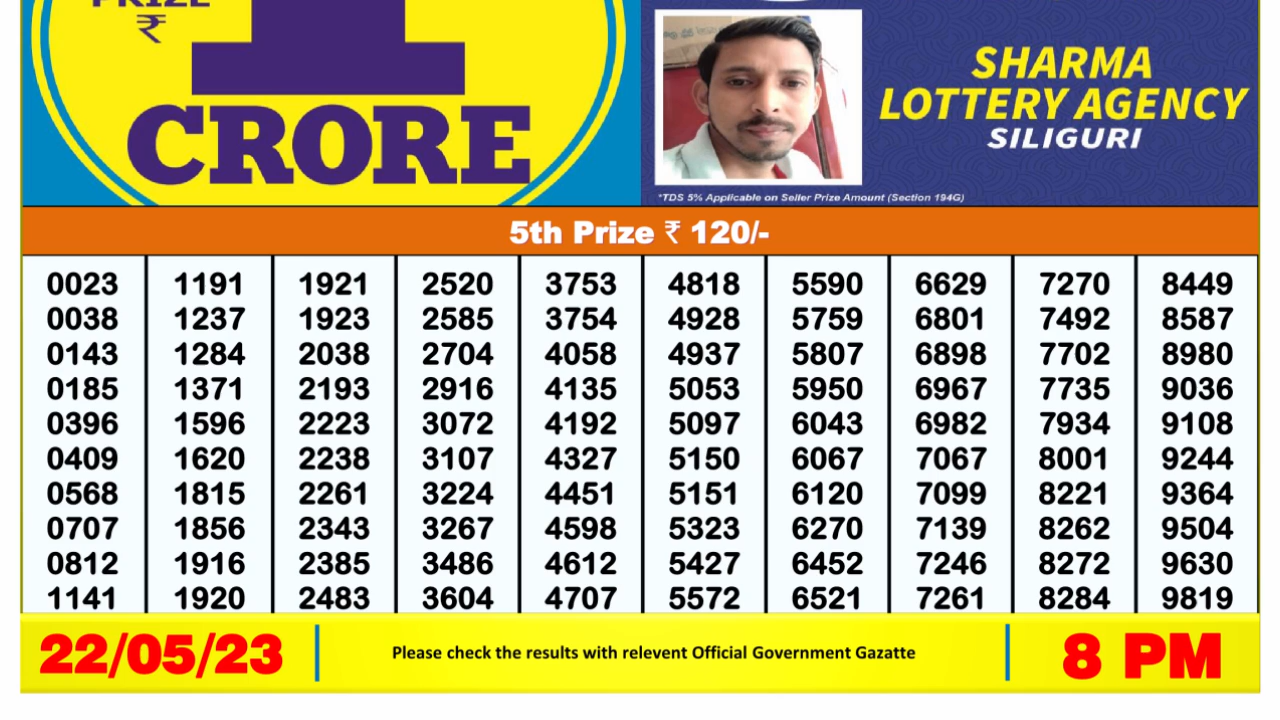 PRIZE
₹
1
CRORE
SHARMA
LOTTERY AGENCY
SILIGURI
*TDS 5% Applicable on Seller Prize Amount (Section 194G)
5th Prize ₹ 120/-
0023 1191 1921 2520 3753 4818 5590 6629 7270 8449
0038 1237 1923 2585 3754 4928 5759 6801 7492 8587
0143 1284 2038 2704 4058 4937 5807 6898 7702 8980
0185 1371 2193 2916 4135 5053 5950 6967 7735 9036
0396 1596 2223 3072 4192 5097 6043 6982 7934 9108
0409 1620 2238 3107 4327 5150 6067 7067 8001 9244
0568 1815 2261 3224 4451 5151 6120 7099 8221 9364
0707 1856 2343 3267 4598 5323 6270 7139 8262 9504
0812 1916 2385 3486 4612 5427 6452 7246 8272 9630
1141 1920 2483 3604 4707 5572 6521 7261 8284 9819
22/05/23
Please check the results with relevent Official Government Gazatte
8 PM